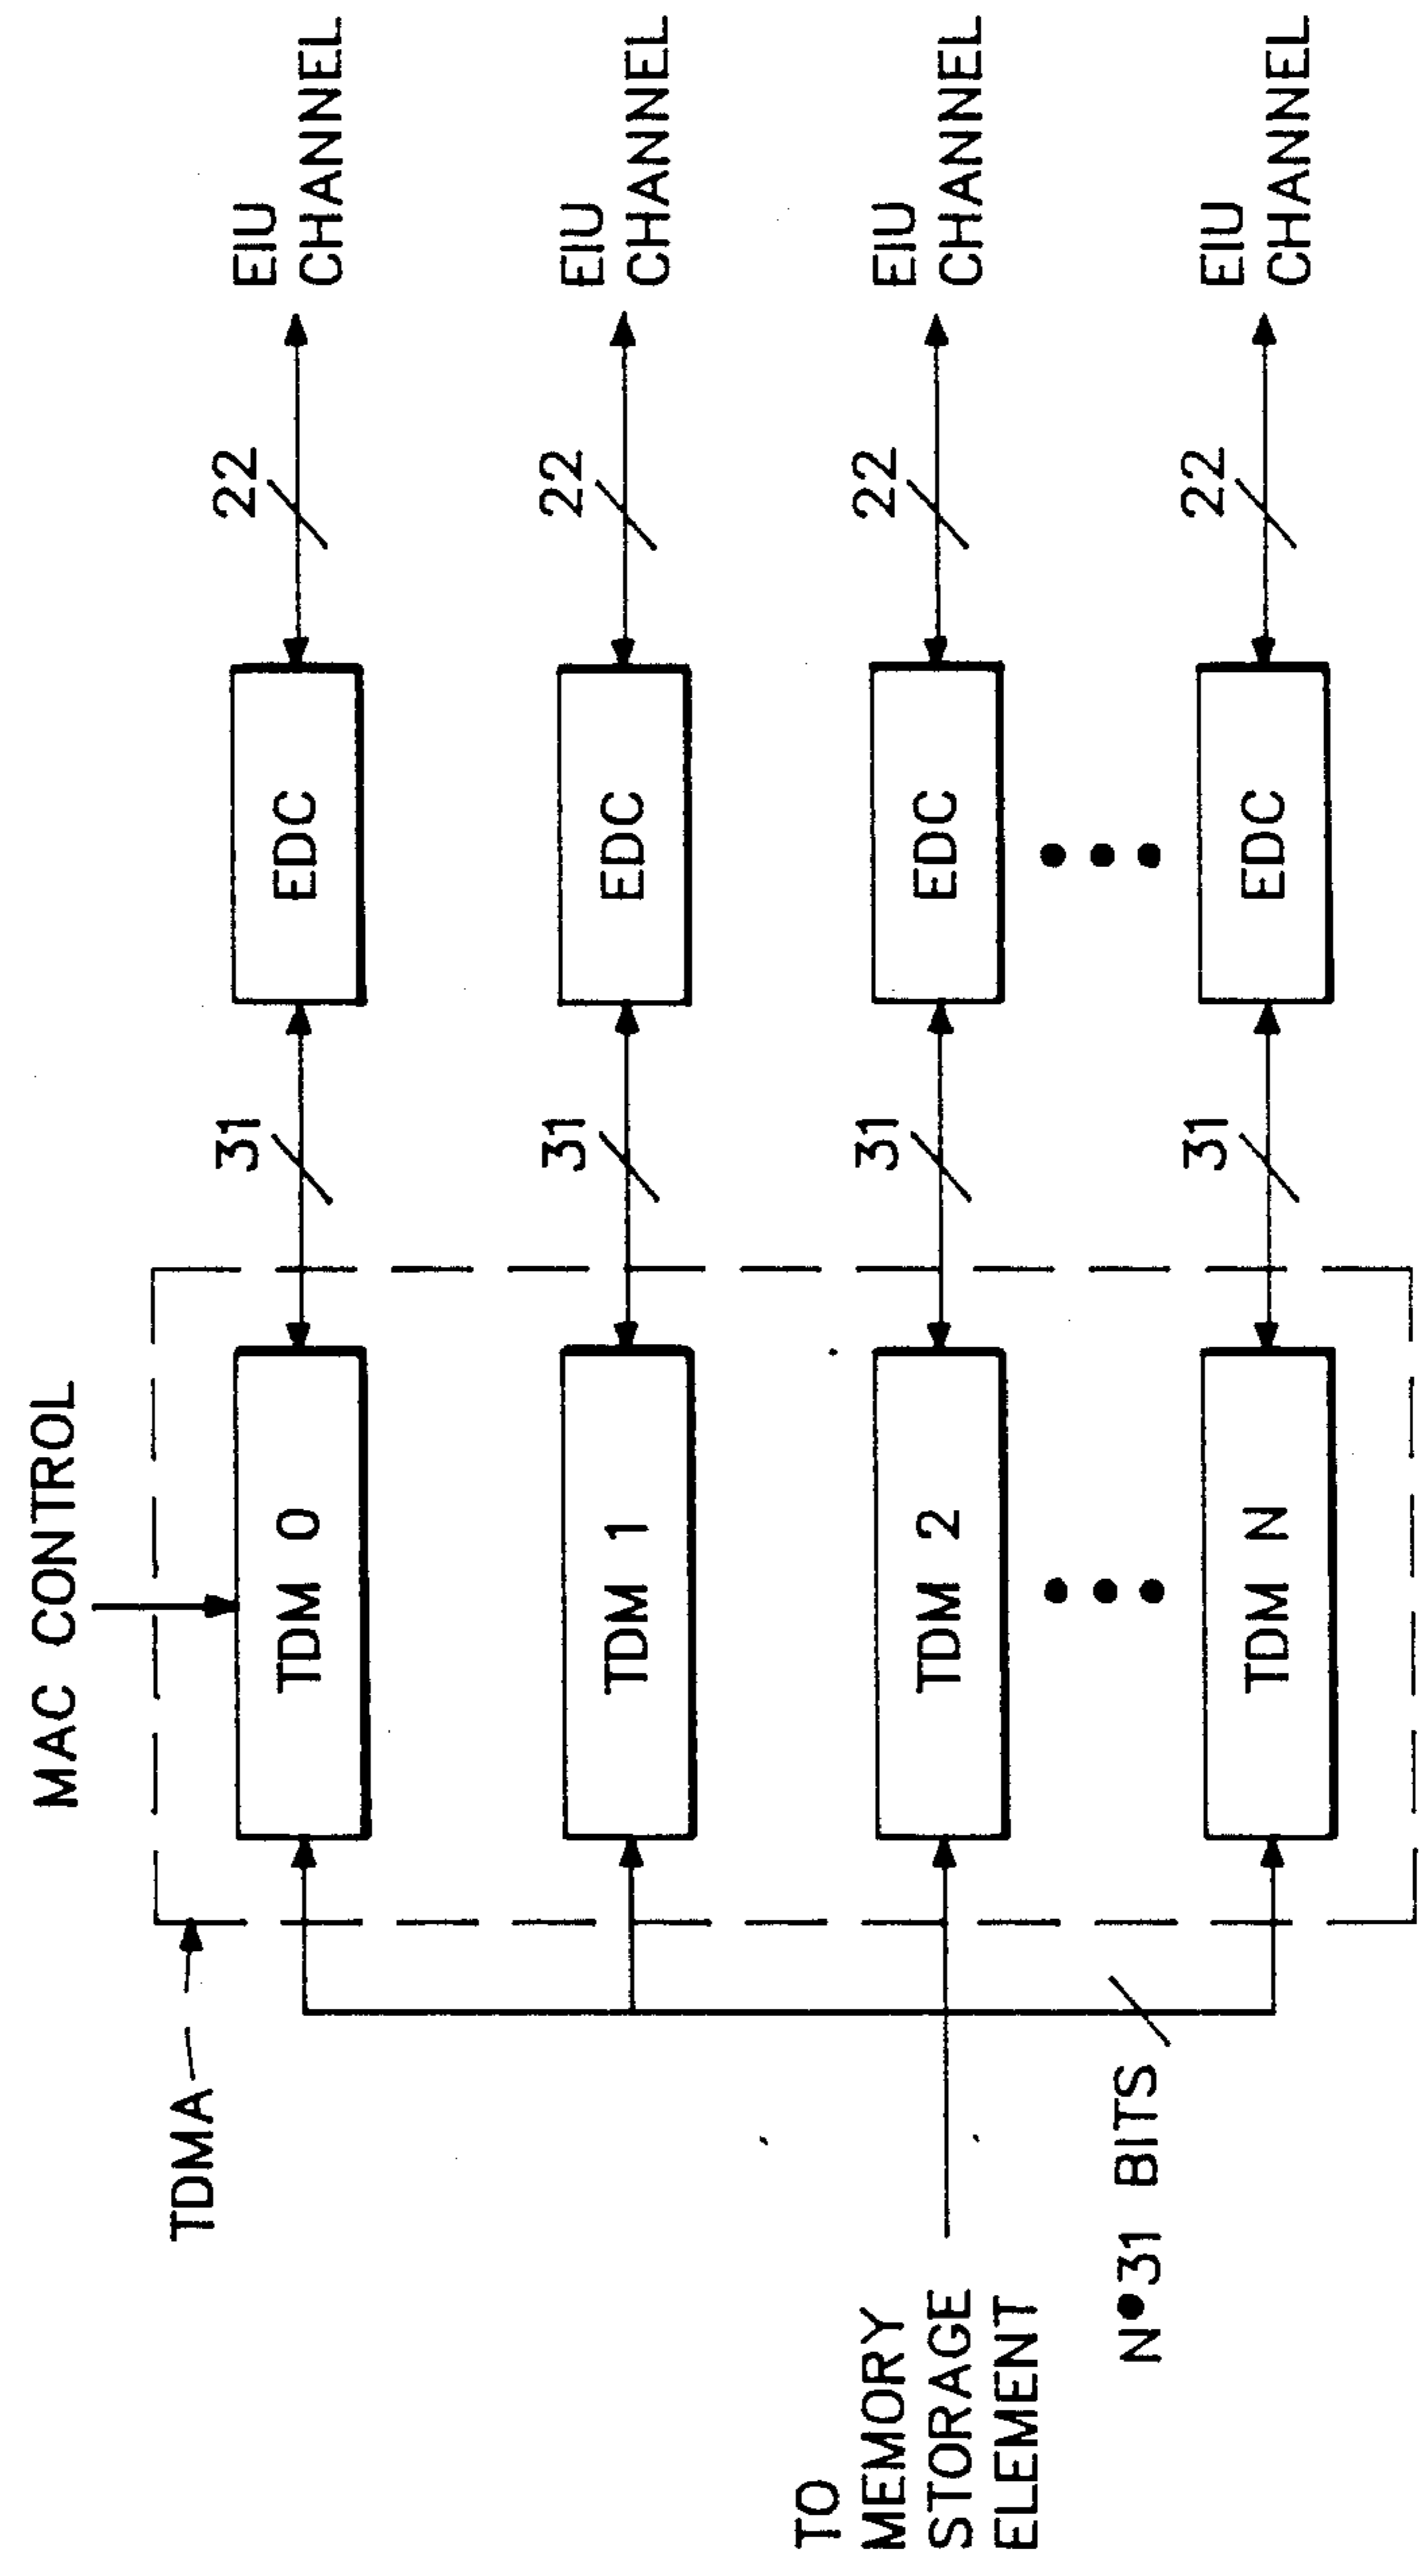 MAC CONTROL
TDMA
TDM 0
31
EDC
22
EIU
CHANNEL
TDM 1
31
EDC
22
EIU
CHANNEL
TO
MEMORY
STORAGE
ELEMENT
TDM 2
31
EDC
22
EIU
CHANNEL
N•31 BITS
TDM N
31
EDC
22
EIU
CHANNEL